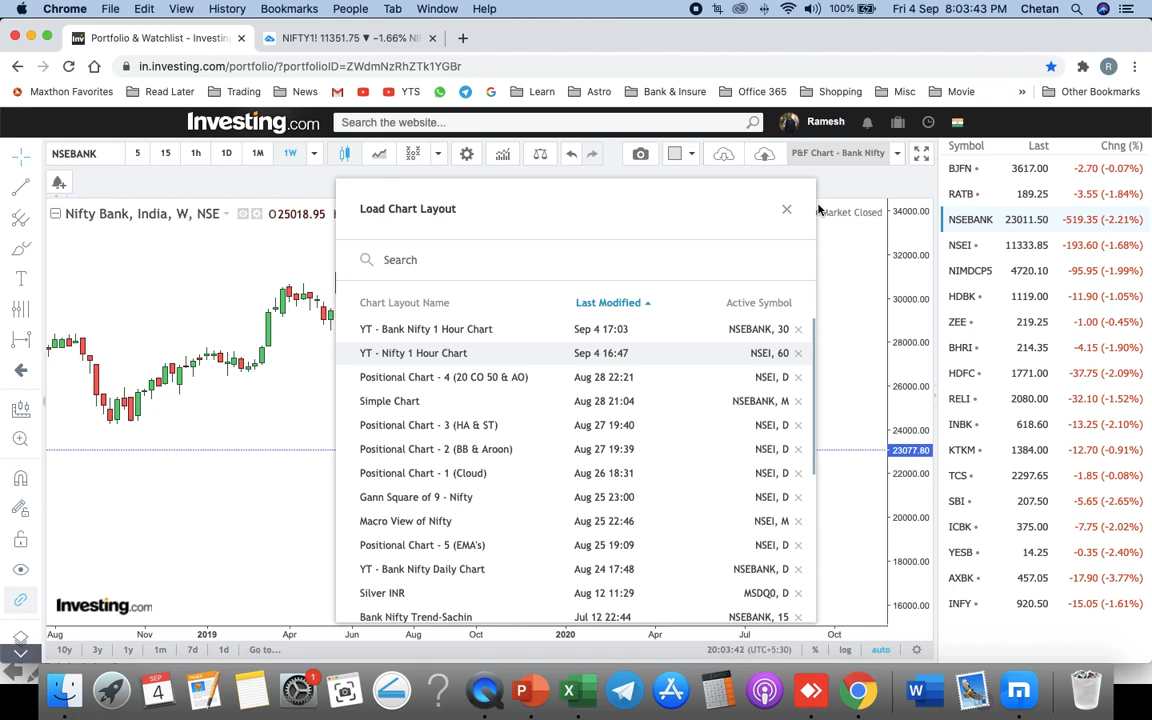 Chrome File Edit View History Bookmarks People Tab Window Help 100% Fri 4 Sep 8:03:43 PM Chetan
Portfolio & Watchlist - Investin NIFTY1! 11351.75 ▼ −1.66% NI
in.investing.com/portfolio/?portfolioID=ZWdmNzRhZTk1YGBr R
Maxthon Favorites Read Later Trading News YTS Learn Astro Bank & Insure Office 365 Shopping Misc Movie » Other Bookmarks
Investing.com Search the website... Ramesh
NSEBANK 5 15 1h 1D 1M 1W P&F Chart - Bank Nifty
Symbol Last Chng (%)
Nifty Bank, India, W, NSE O25018.95
Market Closed
Load Chart Layout
Search
Chart Layout Name Last Modified Active Symbol
YT - Bank Nifty 1 Hour Chart Sep 4 17:03 NSEBANK, 30
YT - Nifty 1 Hour Chart Sep 4 16:47 NSEI, 60
Positional Chart - 4 (20 CO 50 & AO) Aug 28 22:21 NSEI, D
Simple Chart Aug 28 21:04 NSEBANK, M
Positional Chart - 3 (HA & ST) Aug 27 19:40 NSEI, D
Positional Chart - 2 (BB & Aroon) Aug 27 19:39 NSEI, D
Positional Chart - 1 (Cloud) Aug 26 18:31 NSEI, D
Gann Square of 9 - Nifty Aug 25 23:00 NSEI, D
Macro View of Nifty Aug 25 22:46 NSEI, M
Positional Chart - 5 (EMA's) Aug 25 19:09 NSEI, D
YT - Bank Nifty Daily Chart Aug 24 17:48 NSEBANK, D
Silver INR Aug 12 11:29 MSDQ0, D
Bank Nifty Trend-Sachin Jul 12 22:44 NSEBANK, 15
34000.00
32000.00
30000.00
28000.00
26000.00
24000.00
23077.80
22000.00
20000.00
18000.00
16000.00
BJFN 3617.00 -2.70 (-0.07%)
RATB 189.25 -3.55 (-1.84%)
NSEBANK 23011.50 -519.35 (-2.21%)
NSEI 11333.85 -193.60 (-1.68%)
NIMDCP5 4720.10 -95.95 (-1.99%)
HDBK 1119.00 -11.90 (-1.05%)
ZEE 219.25 -1.00 (-0.45%)
BHRI 214.35 -4.15 (-1.90%)
HDFC 1771.00 -37.75 (-2.09%)
RELI 2080.00 -32.10 (-1.52%)
INBK 618.60 -13.25 (-2.10%)
KTKM 1384.00 -12.70 (-0.91%)
TCS 2297.65 -1.85 (-0.08%)
SBI 207.50 -5.65 (-2.65%)
ICBK 375.00 -7.75 (-2.02%)
YESB 14.25 -0.35 (-2.40%)
AXBK 457.05 -17.90 (-3.77%)
INFY 920.50 -15.05 (-1.61%)
Investing.com
Aug Nov 2019 Apr Jun Aug Oct 2020 Apr Jul Oct
10y 3y 1y 1m 7d 1d Go to... 20:03:42 (UTC+5:30) % log auto
SEP 4 1